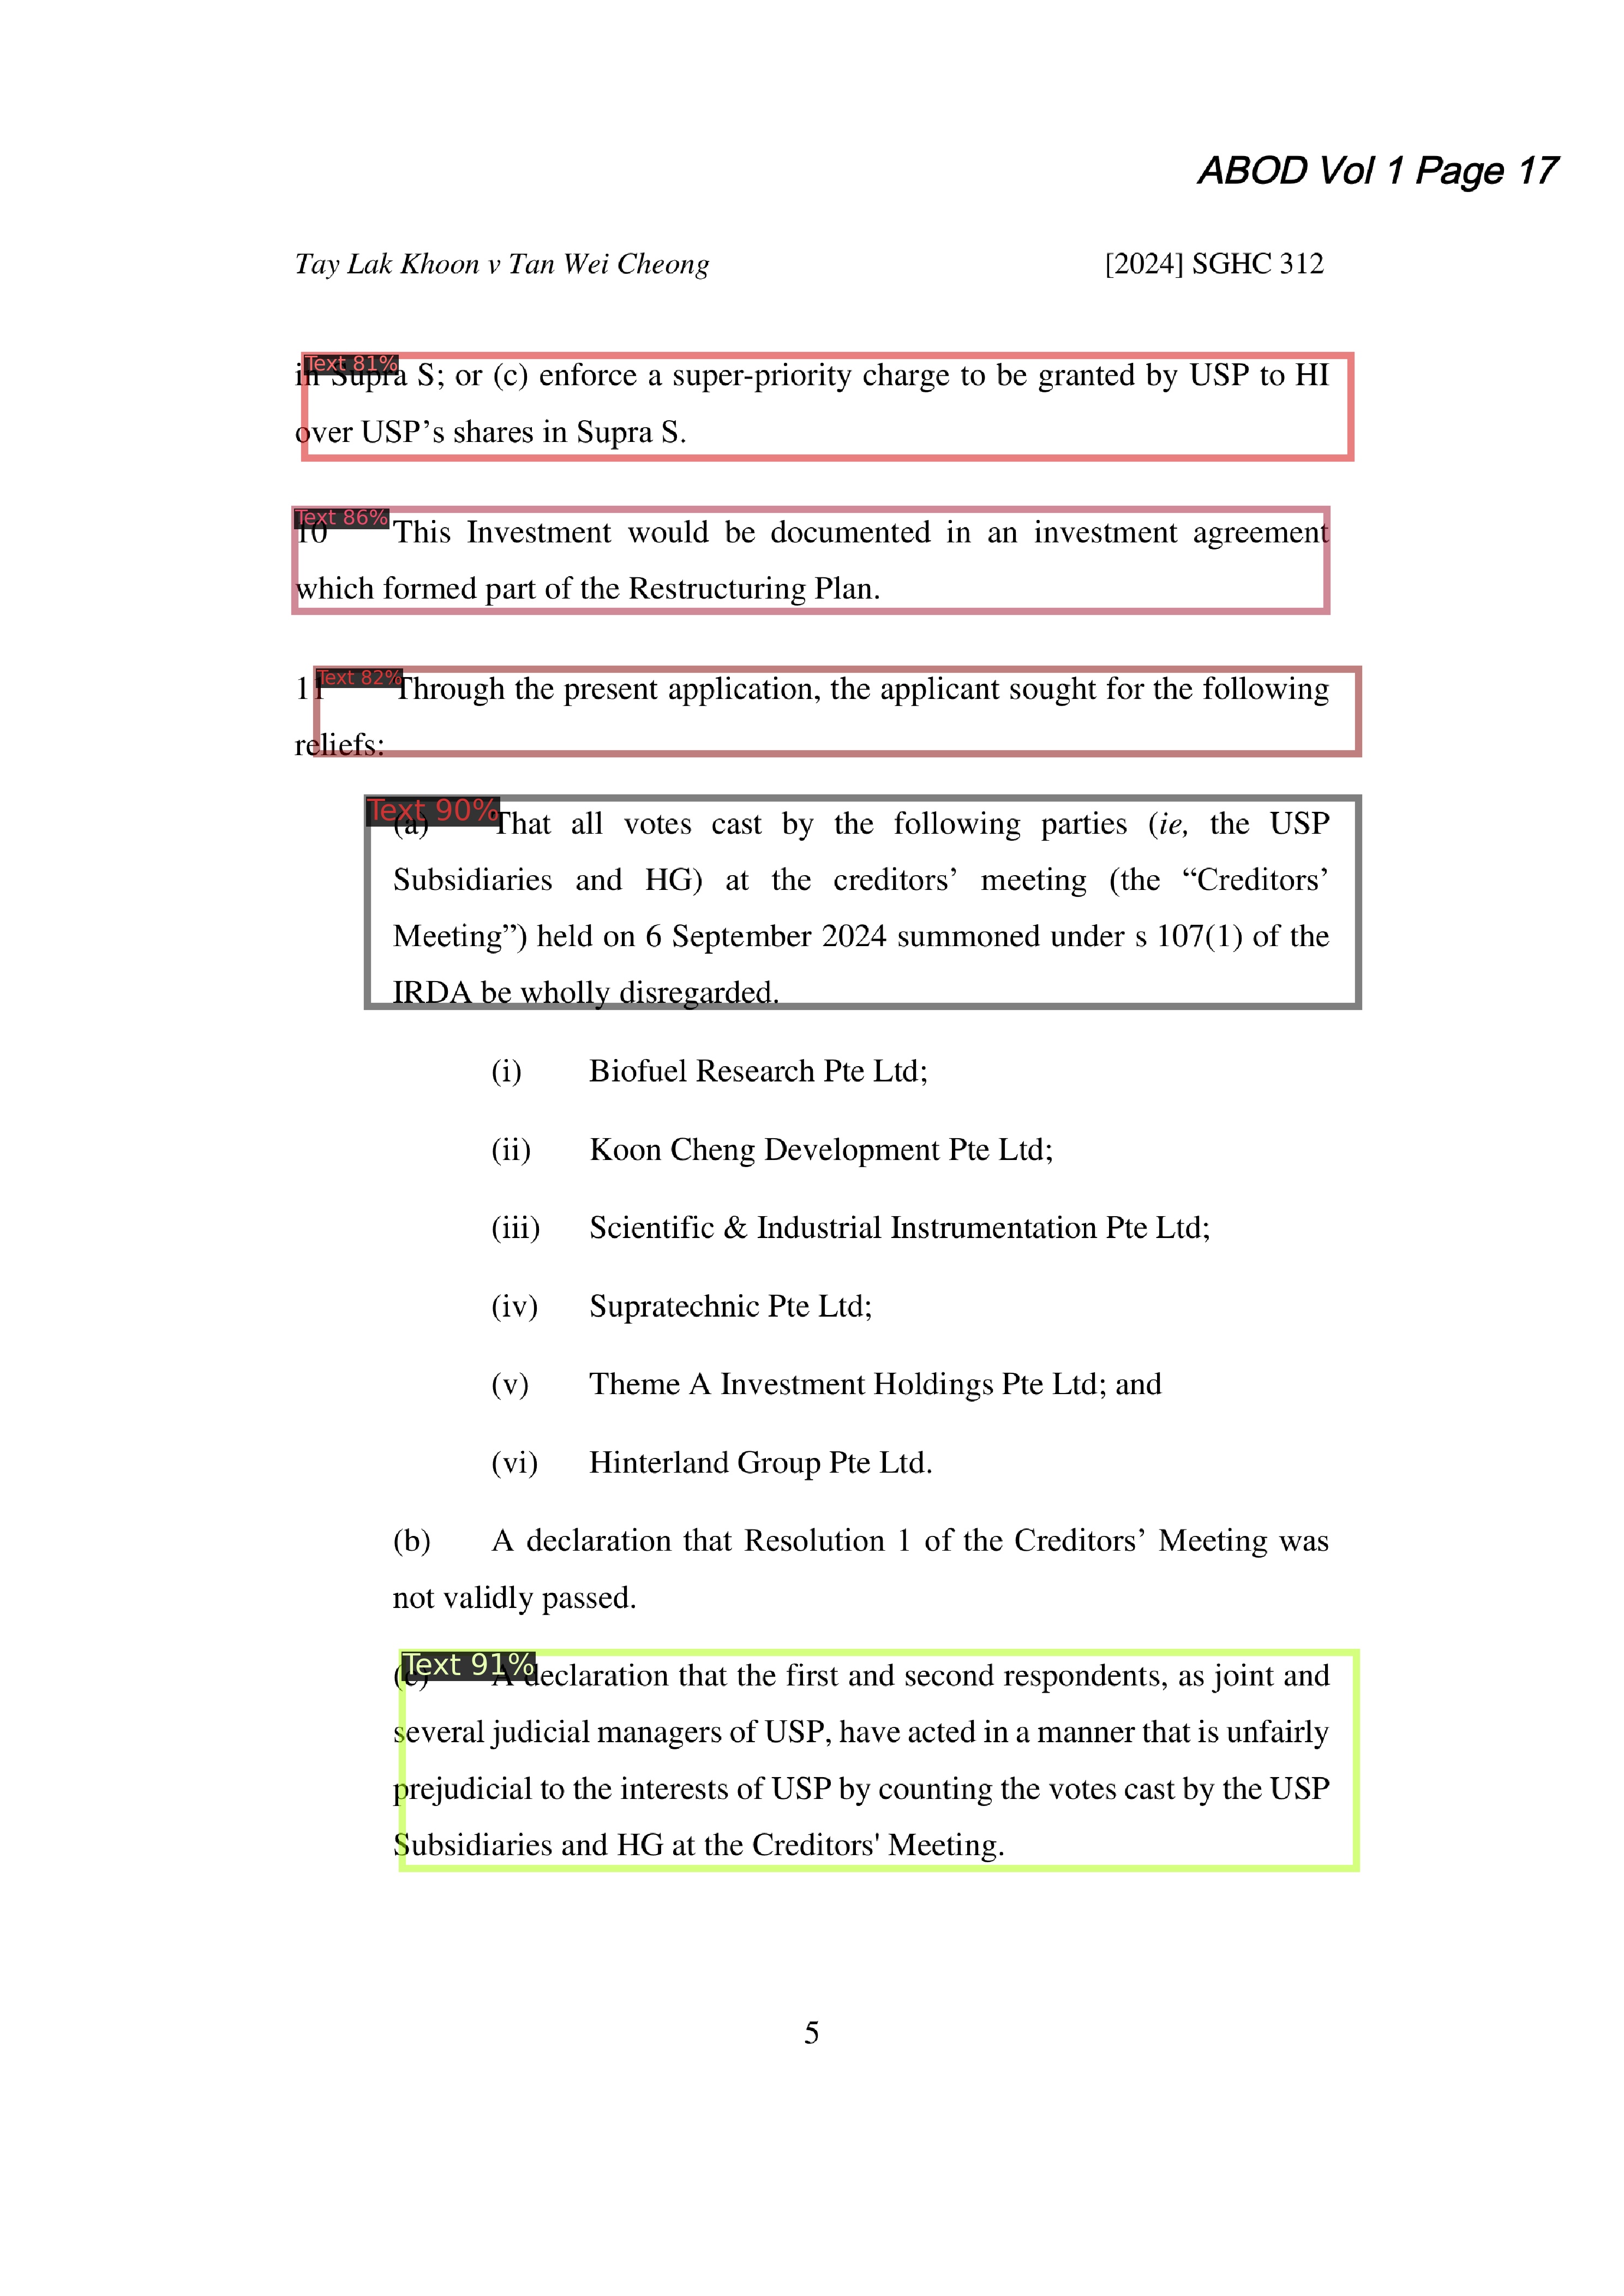 ABOD Vol 1 Page 17
Tay Lak Khoon v Tan Wei Cheong [2024] SGHC 312
Text 81%
in Supra S; or (c) enforce a super-priority charge to be granted by USP to HI
over USP’s shares in Supra S.
Text 86%
10 This Investment would be documented in an investment agreement
which formed part of the Restructuring Plan.
Text 82%
11 Through the present application, the applicant sought for the following
reliefs:
Text 90%
(a) That all votes cast by the following parties (ie, the USP
Subsidiaries and HG) at the creditors’ meeting (the “Creditors’
Meeting”) held on 6 September 2024 summoned under s 107(1) of the
IRDA be wholly disregarded.
(i) Biofuel Research Pte Ltd;
(ii) Koon Cheng Development Pte Ltd;
(iii) Scientific & Industrial Instrumentation Pte Ltd;
(iv) Supratechnic Pte Ltd;
(v) Theme A Investment Holdings Pte Ltd; and
(vi) Hinterland Group Pte Ltd.
(b) A declaration that Resolution 1 of the Creditors’ Meeting was
not validly passed.
Text 91%
(c) A declaration that the first and second respondents, as joint and
several judicial managers of USP, have acted in a manner that is unfairly
prejudicial to the interests of USP by counting the votes cast by the USP
Subsidiaries and HG at the Creditors' Meeting.
5